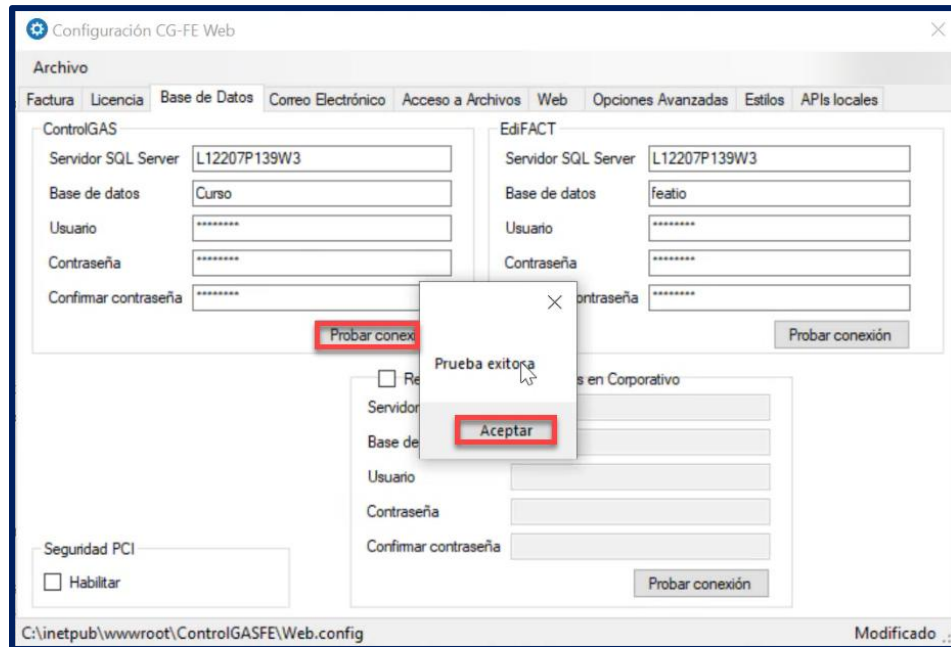 Configuración CG-FE Web
Archivo
Factura Licencia Base de Datos Correo Electrónico Acceso a Archivos Web Opciones Avanzadas Estilos APIs locales
ControlGAS
Servidor SQL Server L12207P139W3
Base de datos Curso
Usuario ********
Contraseña ********
Confirmar contraseña ********
Probar conexi
EdiFACT
Servidor SQL Server L12207P139W3
Base de datos featio
Usuario ********
Contraseña ********
ontraseña ********
Probar conexión
Prueba exitosa
Aceptar
en Corporativo
Servidor
Base de
Usuario
Contraseña
Confirmar contraseña
Probar conexión
Seguridad PCI
Habilitar
C:\inetpub\wwwroot\ControlGASFE\Web.config
Modificado